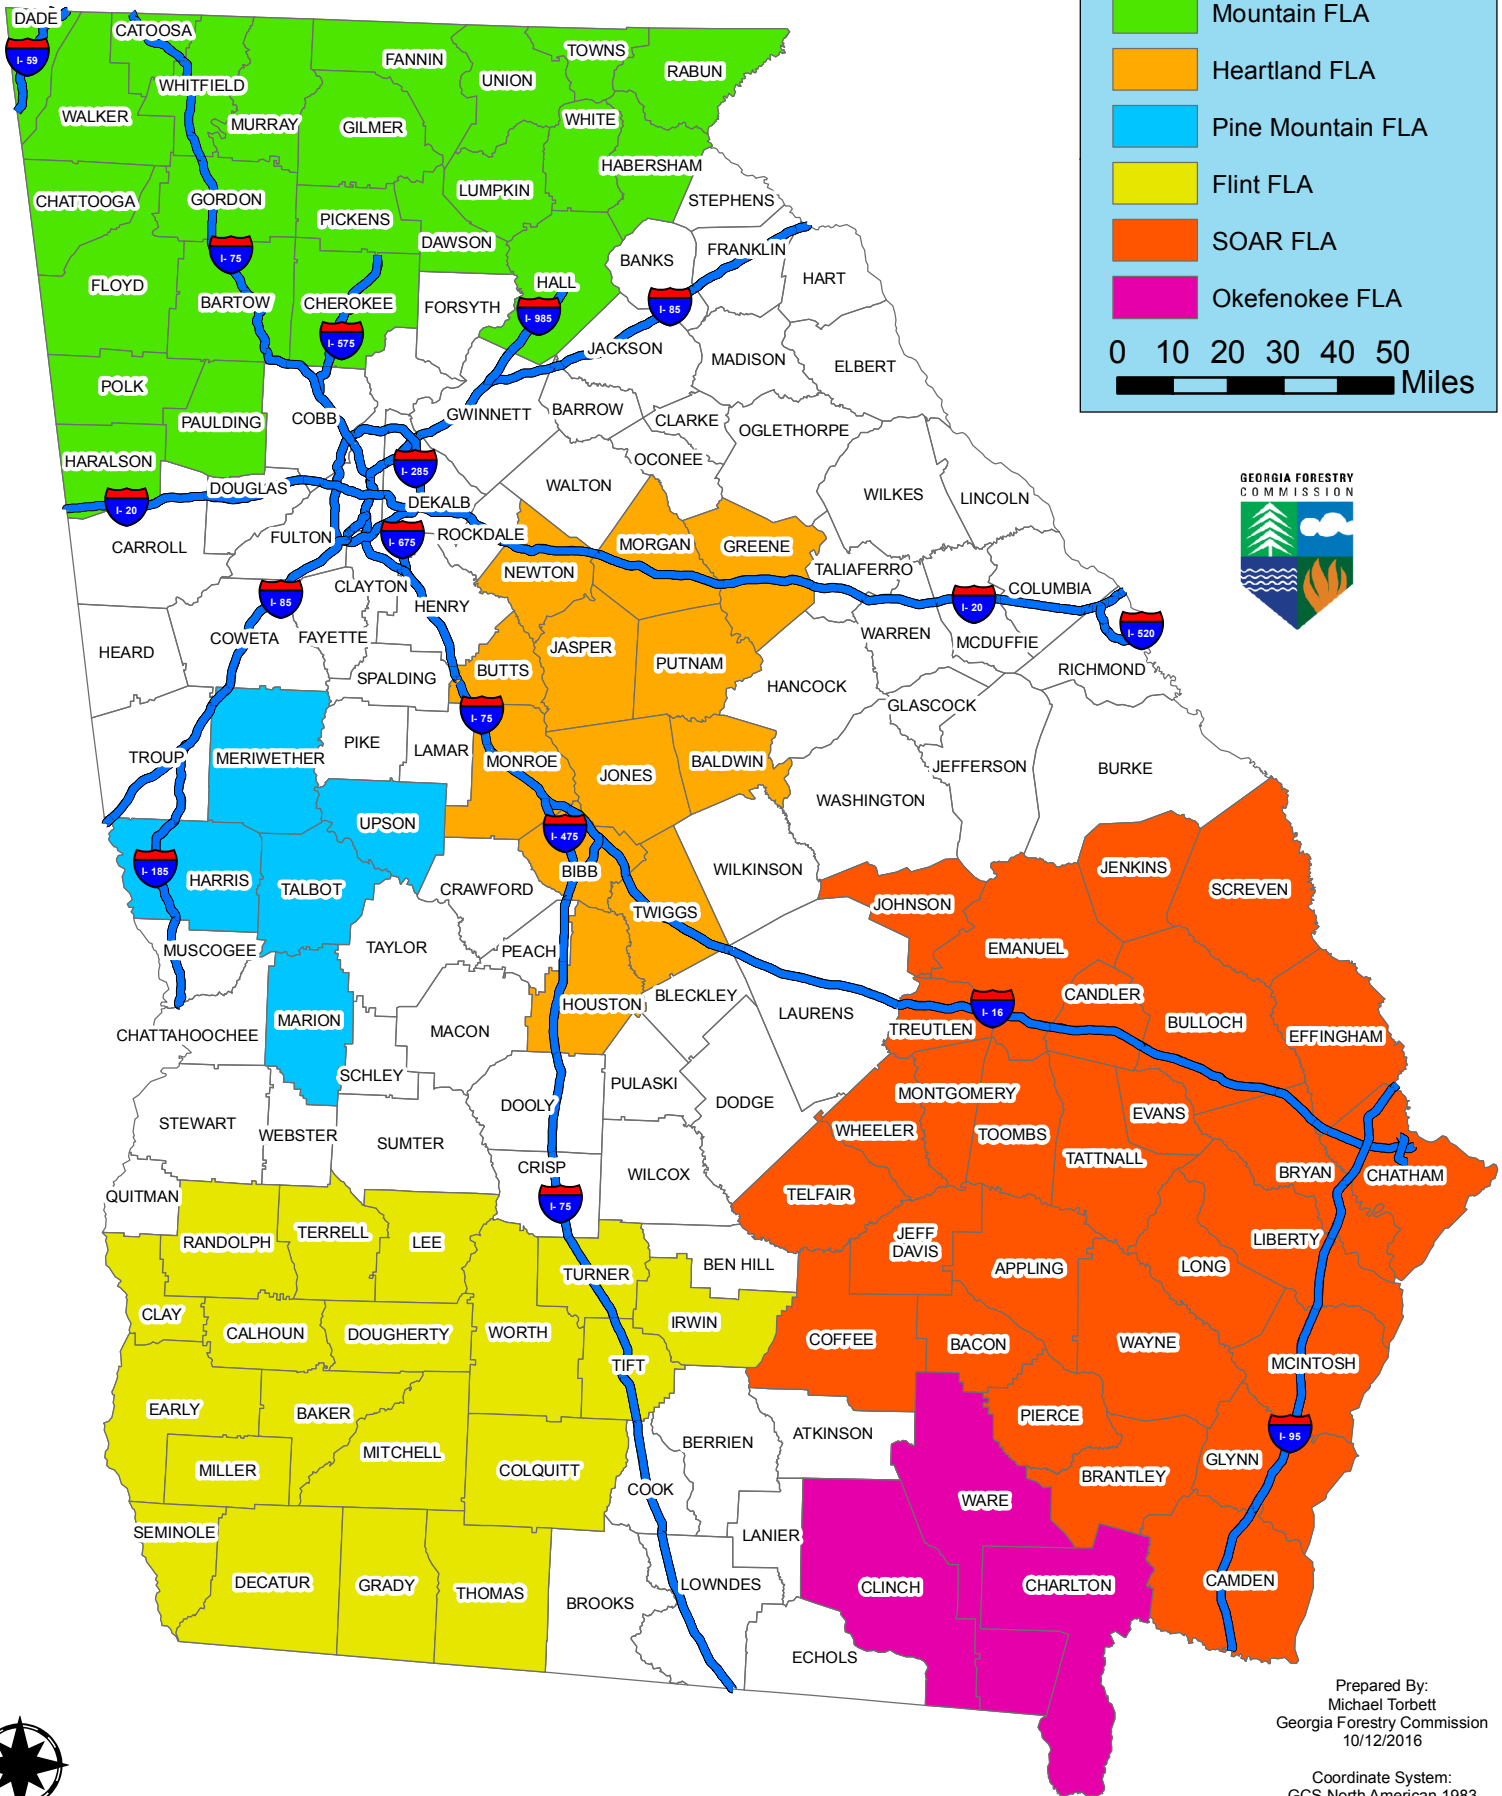 DADE
CATOOSA
FANNIN
TOWNS
UNION
RABUN
I- 59
WHITFIELD
WALKER
MURRAY
GILMER
WHITE
HABERSHAM
CHATTOOGA
GORDON
LUMPKIN
STEPHENS
PICKENS
DAWSON
I- 75
BANKS
FRANKLIN
HART
FLOYD
BARTOW
CHEROKEE
FORSYTH
HALL
I- 985
I- 85
I- 575
JACKSON
MADISON
ELBERT
POLK
PAULDING
COBB
GWINNETT
BARROW
CLARKE
OGLETHORPE
HARALSON
I- 285
OCONEE
DOUGLAS
WALTON
WILKES
LINCOLN
I- 20
DEKALB
CARROLL
FULTON
I- 675
ROCKDALE
MORGAN
GREENE
NEWTON
TALIAFERRO
COLUMBIA
CLAYTON
I- 85
HENRY
I- 20
I- 520
COWETA
FAYETTE
JASPER
WARREN
MCDUFFIE
HEARD
PUTNAM
RICHMOND
SPALDING
BUTTS
HANCOCK
GLASCOCK
I- 75
TROUP
MERIWETHER
PIKE
LAMAR
MONROE
JONES
BALDWIN
JEFFERSON
BURKE
WASHINGTON
UPSON
I- 475
I- 185
HARRIS
TALBOT
CRAWFORD
BIBB
WILKINSON
JENKINS
SCREVEN
TWIGGS
JOHNSON
MUSCOGEE
TAYLOR
PEACH
EMANUEL
HOUSTON
BLECKLEY
CANDLER
LAURENS
I- 16
CHATTAHOOCHEE
MARION
MACON
TREUTLEN
BULLOCH
EFFINGHAM
SCHLEY
PULASKI
DODGE
MONTGOMERY
STEWART
WEBSTER
SUMTER
DOOLY
WHEELER
TOOMBS
EVANS
TATTNALL
CRISP
WILCOX
BRYAN
CHATHAM
QUITMAN
I- 75
TELFAIR
RANDOLPH
TERRELL
LEE
JEFF
DAVIS
LIBERTY
BEN HILL
TURNER
APPLING
LONG
CLAY
CALHOUN
DOUGHERTY
WORTH
IRWIN
COFFEE
BACON
WAYNE
TIFT
MCINTOSH
EARLY
BAKER
PIERCE
I- 95
MITCHELL
BERRIEN
ATKINSON
MILLER
COLQUITT
GLYNN
BRANTLEY
COOK
WARE
SEMINOLE
LANIER
DECATUR
GRADY
THOMAS
LOWNDES
CLINCH
CHARLTON
CAMDEN
BROOKS
ECHOLS
Mountain FLA
Heartland FLA
Pine Mountain FLA
Flint FLA
SOAR FLA
Okefenokee FLA
0 10 20 30 40 50
Miles
GEORGIA FORESTRY
COMMISSION
Prepared By:
Michael Torbett
Georgia Forestry Commission
10/12/2016
Coordinate System:
GCS North American 1983